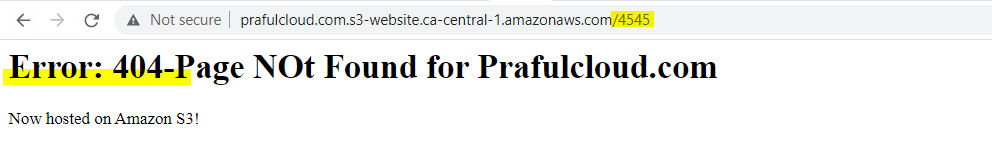 Not secure prafulcloud.com.s3-website.ca-central-1.amazonaws.com/4545
Error: 404-Page NOt Found for Prafulcloud.com
Now hosted on Amazon S3!